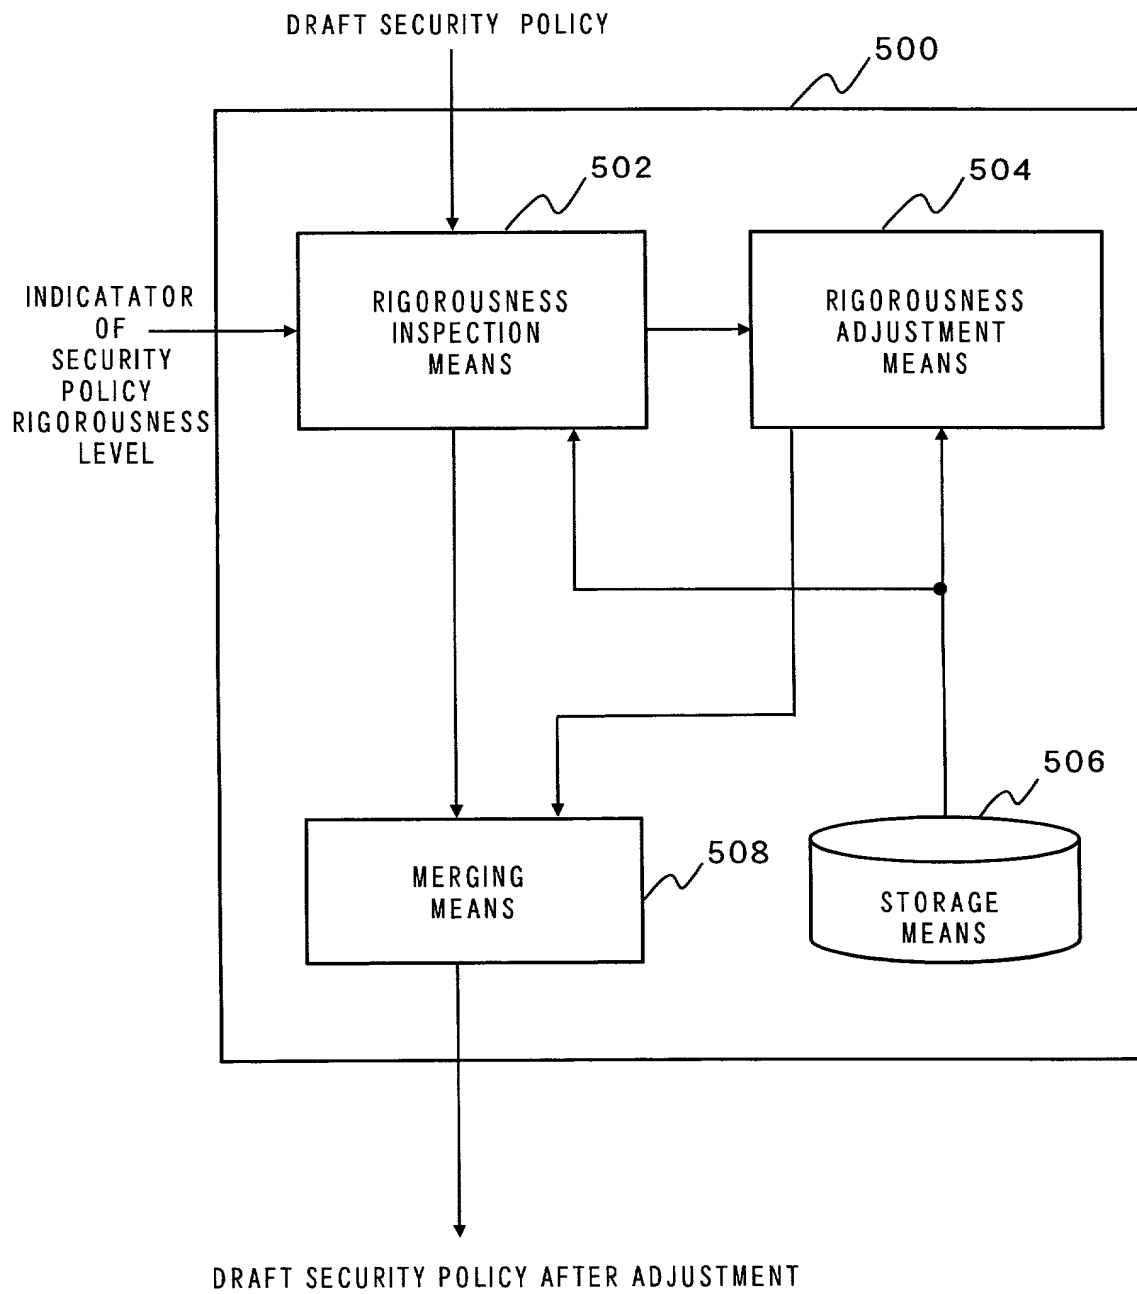 DRAFT SECURITY POLICY
500
502
504
INDICATATOR
OF
SECURITY
POLICY
RIGOROUSNESS
LEVEL
RIGOROUSNESS
INSPECTION
MEANS
RIGOROUSNESS
ADJUSTMENT
MEANS
506
508
MERGING
MEANS
STORAGE
MEANS
DRAFT SECURITY POLICY AFTER ADJUSTMENT